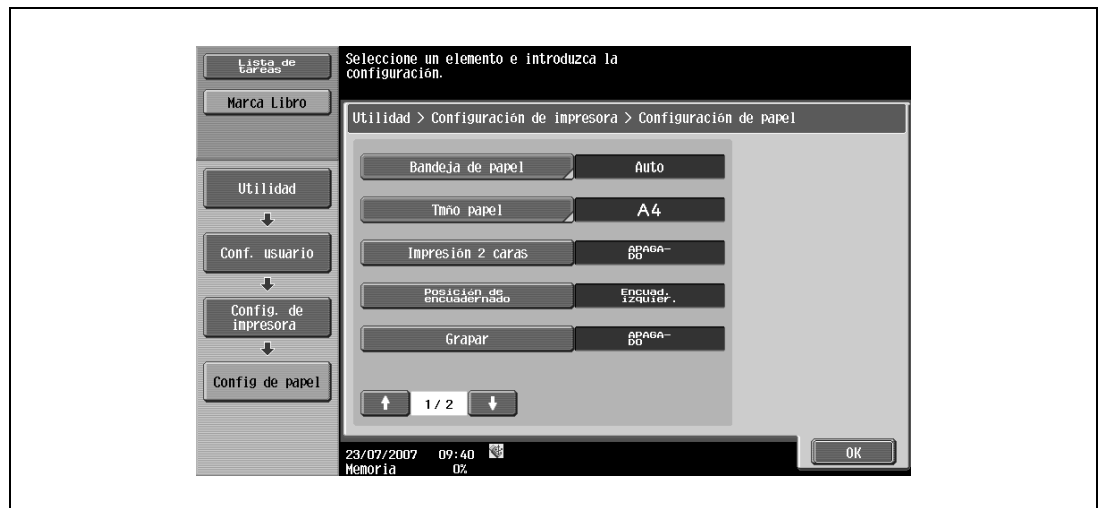 Lista de
tareas
Marca Libro
Utilidad
Conf. usuario
Config. de
impresora
Config de papel
Seleccione un elemento e introduzca la
configuración.
Utilidad > Configuración de impresora > Configuración de papel
Bandeja de papel
Auto
Tmño papel
A4
Impresión 2 caras
APAGA-
DO
Posición de
encuadernado
Encuad.
izquier.
Grapar
APAGA-
DO
1/ 2
23/07/2007 09:40
Memoria 0%
OK